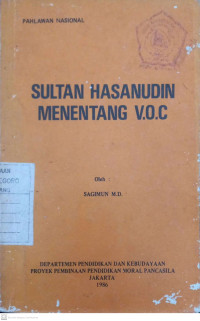 PAHLAWAN NASIONAL
SULTAN HASANUDIN
MENENTANG V.O.C
Oleh :
SAGIMUN M.D.
DEPARTEMEN PENDIDIKAN DAN KEBUDAYAAN
PROYEK PEMBINAAN PENDIDIKAN MORAL PANCASILA
JAKARTA
1986